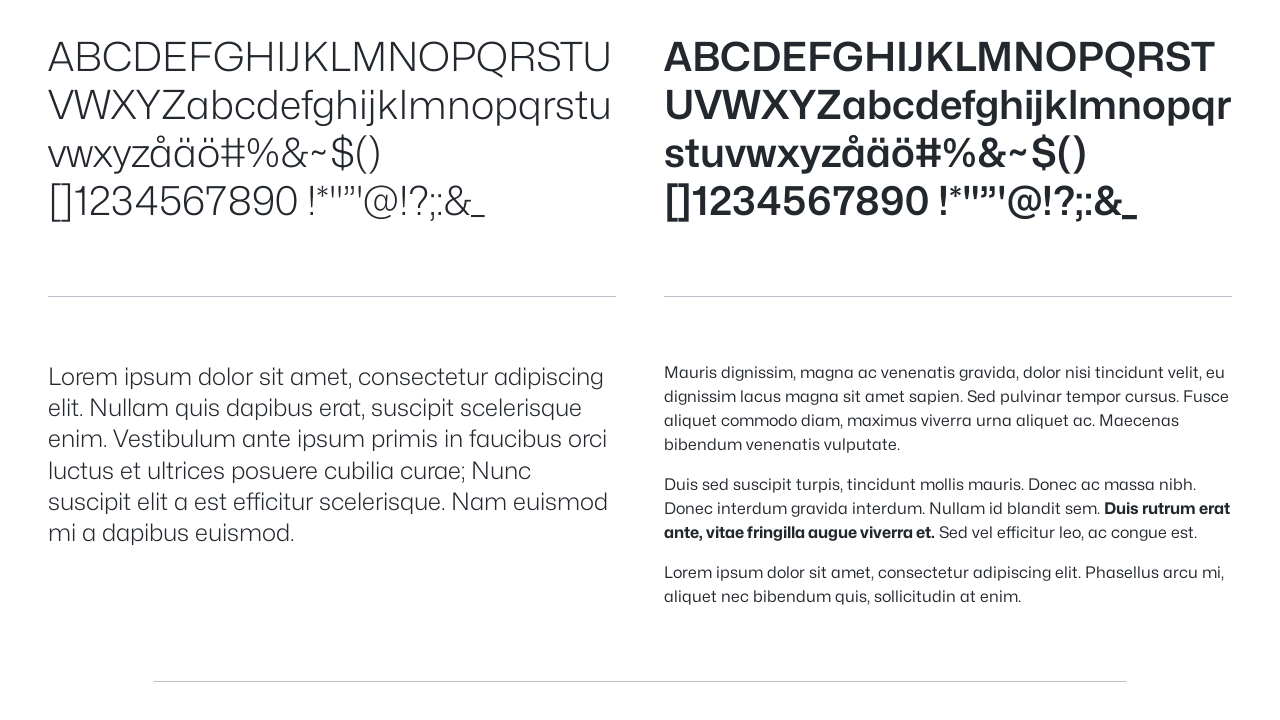 ABCDEFGHIJKLMNOPQRSTU
VWXYZabcdefghijklmnopqrstu
vwxyzåäö#%&~$()
[]1234567890 !*"”'@!?;:&_
ABCDEFGHIJKLMNOPQRST
UVWXYZabcdefghijklmnopqr
stuvwxyzåäö#%&~$()
[]1234567890 !*"”'@!?;:&_
Lorem ipsum dolor sit amet, consectetur adipiscing
elit. Nullam quis dapibus erat, suscipit scelerisque
enim. Vestibulum ante ipsum primis in faucibus orci
luctus et ultrices posuere cubilia curae; Nunc
suscipit elit a est efficitur scelerisque. Nam euismod
mi a dapibus euismod.
Mauris dignissim, magna ac venenatis gravida, dolor nisi tincidunt velit, eu
dignissim lacus magna sit amet sapien. Sed pulvinar tempor cursus. Fusce
aliquet commodo diam, maximus viverra urna aliquet ac. Maecenas
bibendum venenatis vulputate.
Duis sed suscipit turpis, tincidunt mollis mauris. Donec ac massa nibh.
Donec interdum gravida interdum. Nullam id blandit sem. Duis rutrum erat
ante, vitae fringilla augue viverra et. Sed vel efficitur leo, ac congue est.
Lorem ipsum dolor sit amet, consectetur adipiscing elit. Phasellus arcu mi,
aliquet nec bibendum quis, sollicitudin at enim.